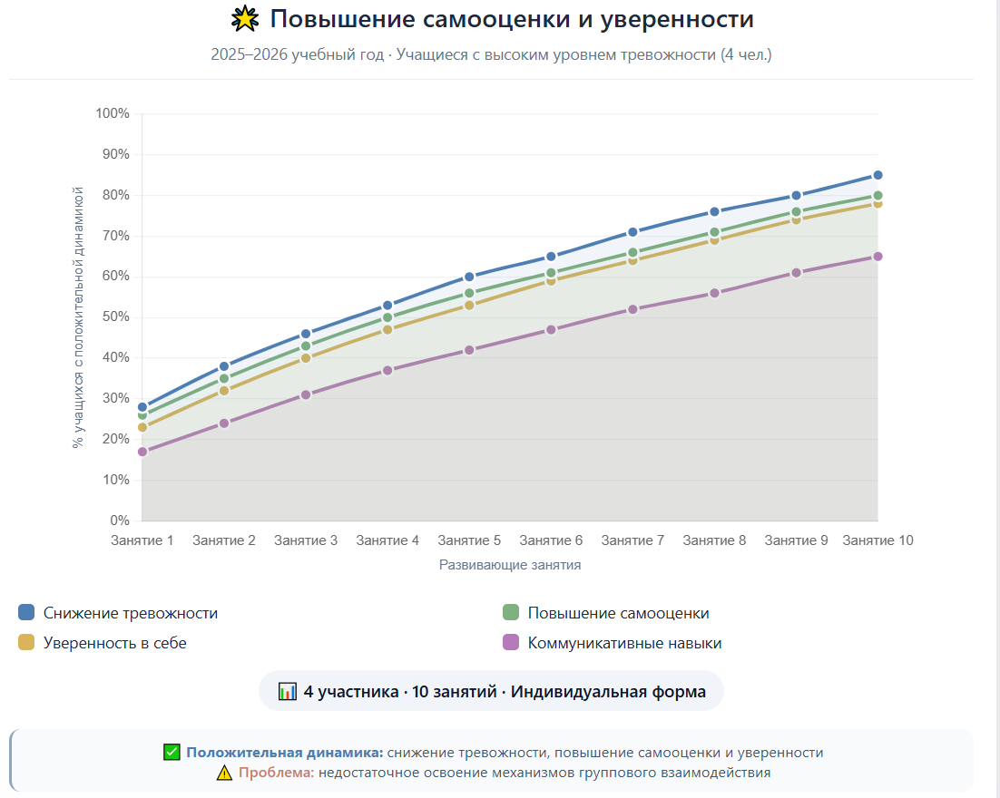 Повышение самооценки и уверенности
2025–2026 учебный год · Учащиеся с высоким уровнем тревожности (4 чел.)
% учащихся с положительной динамикой
100%
90%
80%
70%
60%
50%
40%
30%
20%
10%
0%
Занятие 1 Занятие 2 Занятие 3 Занятие 4 Занятие 5 Занятие 6 Занятие 7 Занятие 8 Занятие 9 Занятие 10
Развивающие занятия
Снижение тревожности
Повышение самооценки
Уверенность в себе
Коммуникативные навыки
4 участника · 10 занятий · Индивидуальная форма
Положительная динамика: снижение тревожности, повышение самооценки и уверенности
Проблема: недостаточное освоение механизмов группового взаимодействия